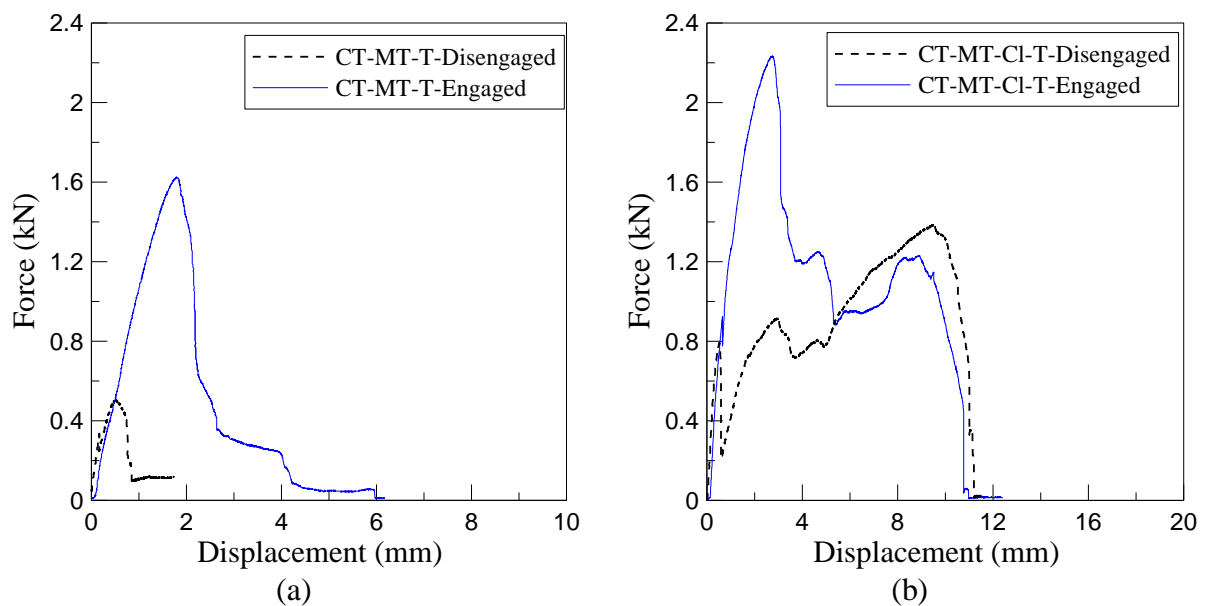 2.4
2
1.6
1.2
0.8
0.4
0
0 2 4 6 8 10
Force (kN)
Displacement (mm)
CT-MT-T-Disengaged
CT-MT-T-Engaged
(a)
2.4
2
1.6
1.2
0.8
0.4
0
0 4 8 12 16 20
Force (kN)
Displacement (mm)
CT-MT-Cl-T-Disengaged
CT-MT-Cl-T-Engaged
(b)